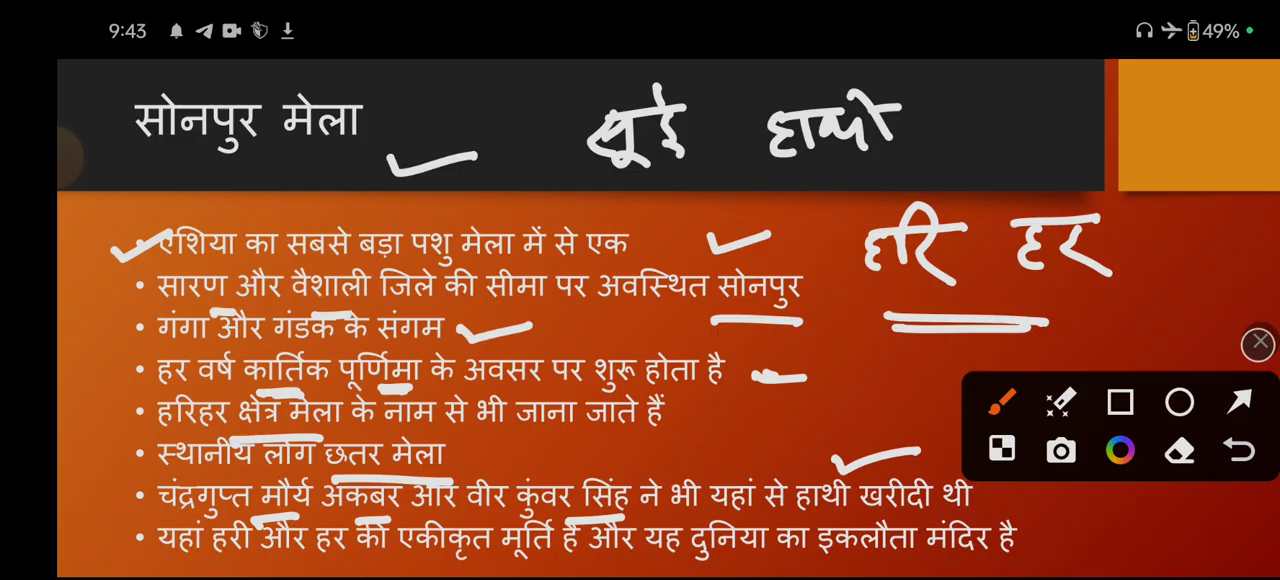 9:43 49%
सोनपुर मेला सूई हाथी
एशिया का सबसे बड़ा पशु मेला में से एक
हरि हर
• सारण और वैशाली जिले की सीमा पर अवस्थित सोनपुर
• गंगा और गंडक के संगम
• हर वर्ष कार्तिक पूर्णिमा के अवसर पर शुरू होता है
• हरिहर क्षेत्र मेला के नाम से भी जाना जाते हैं
• स्थानीय लोग छतर मेला
• चंद्रगुप्त मौर्य अकबर और वीर कुंवर सिंह ने भी यहां से हाथी खरीदी थी
• यहां हरी और हर की एकीकृत मूर्ति है और यह दुनिया का इकलौता मंदिर है